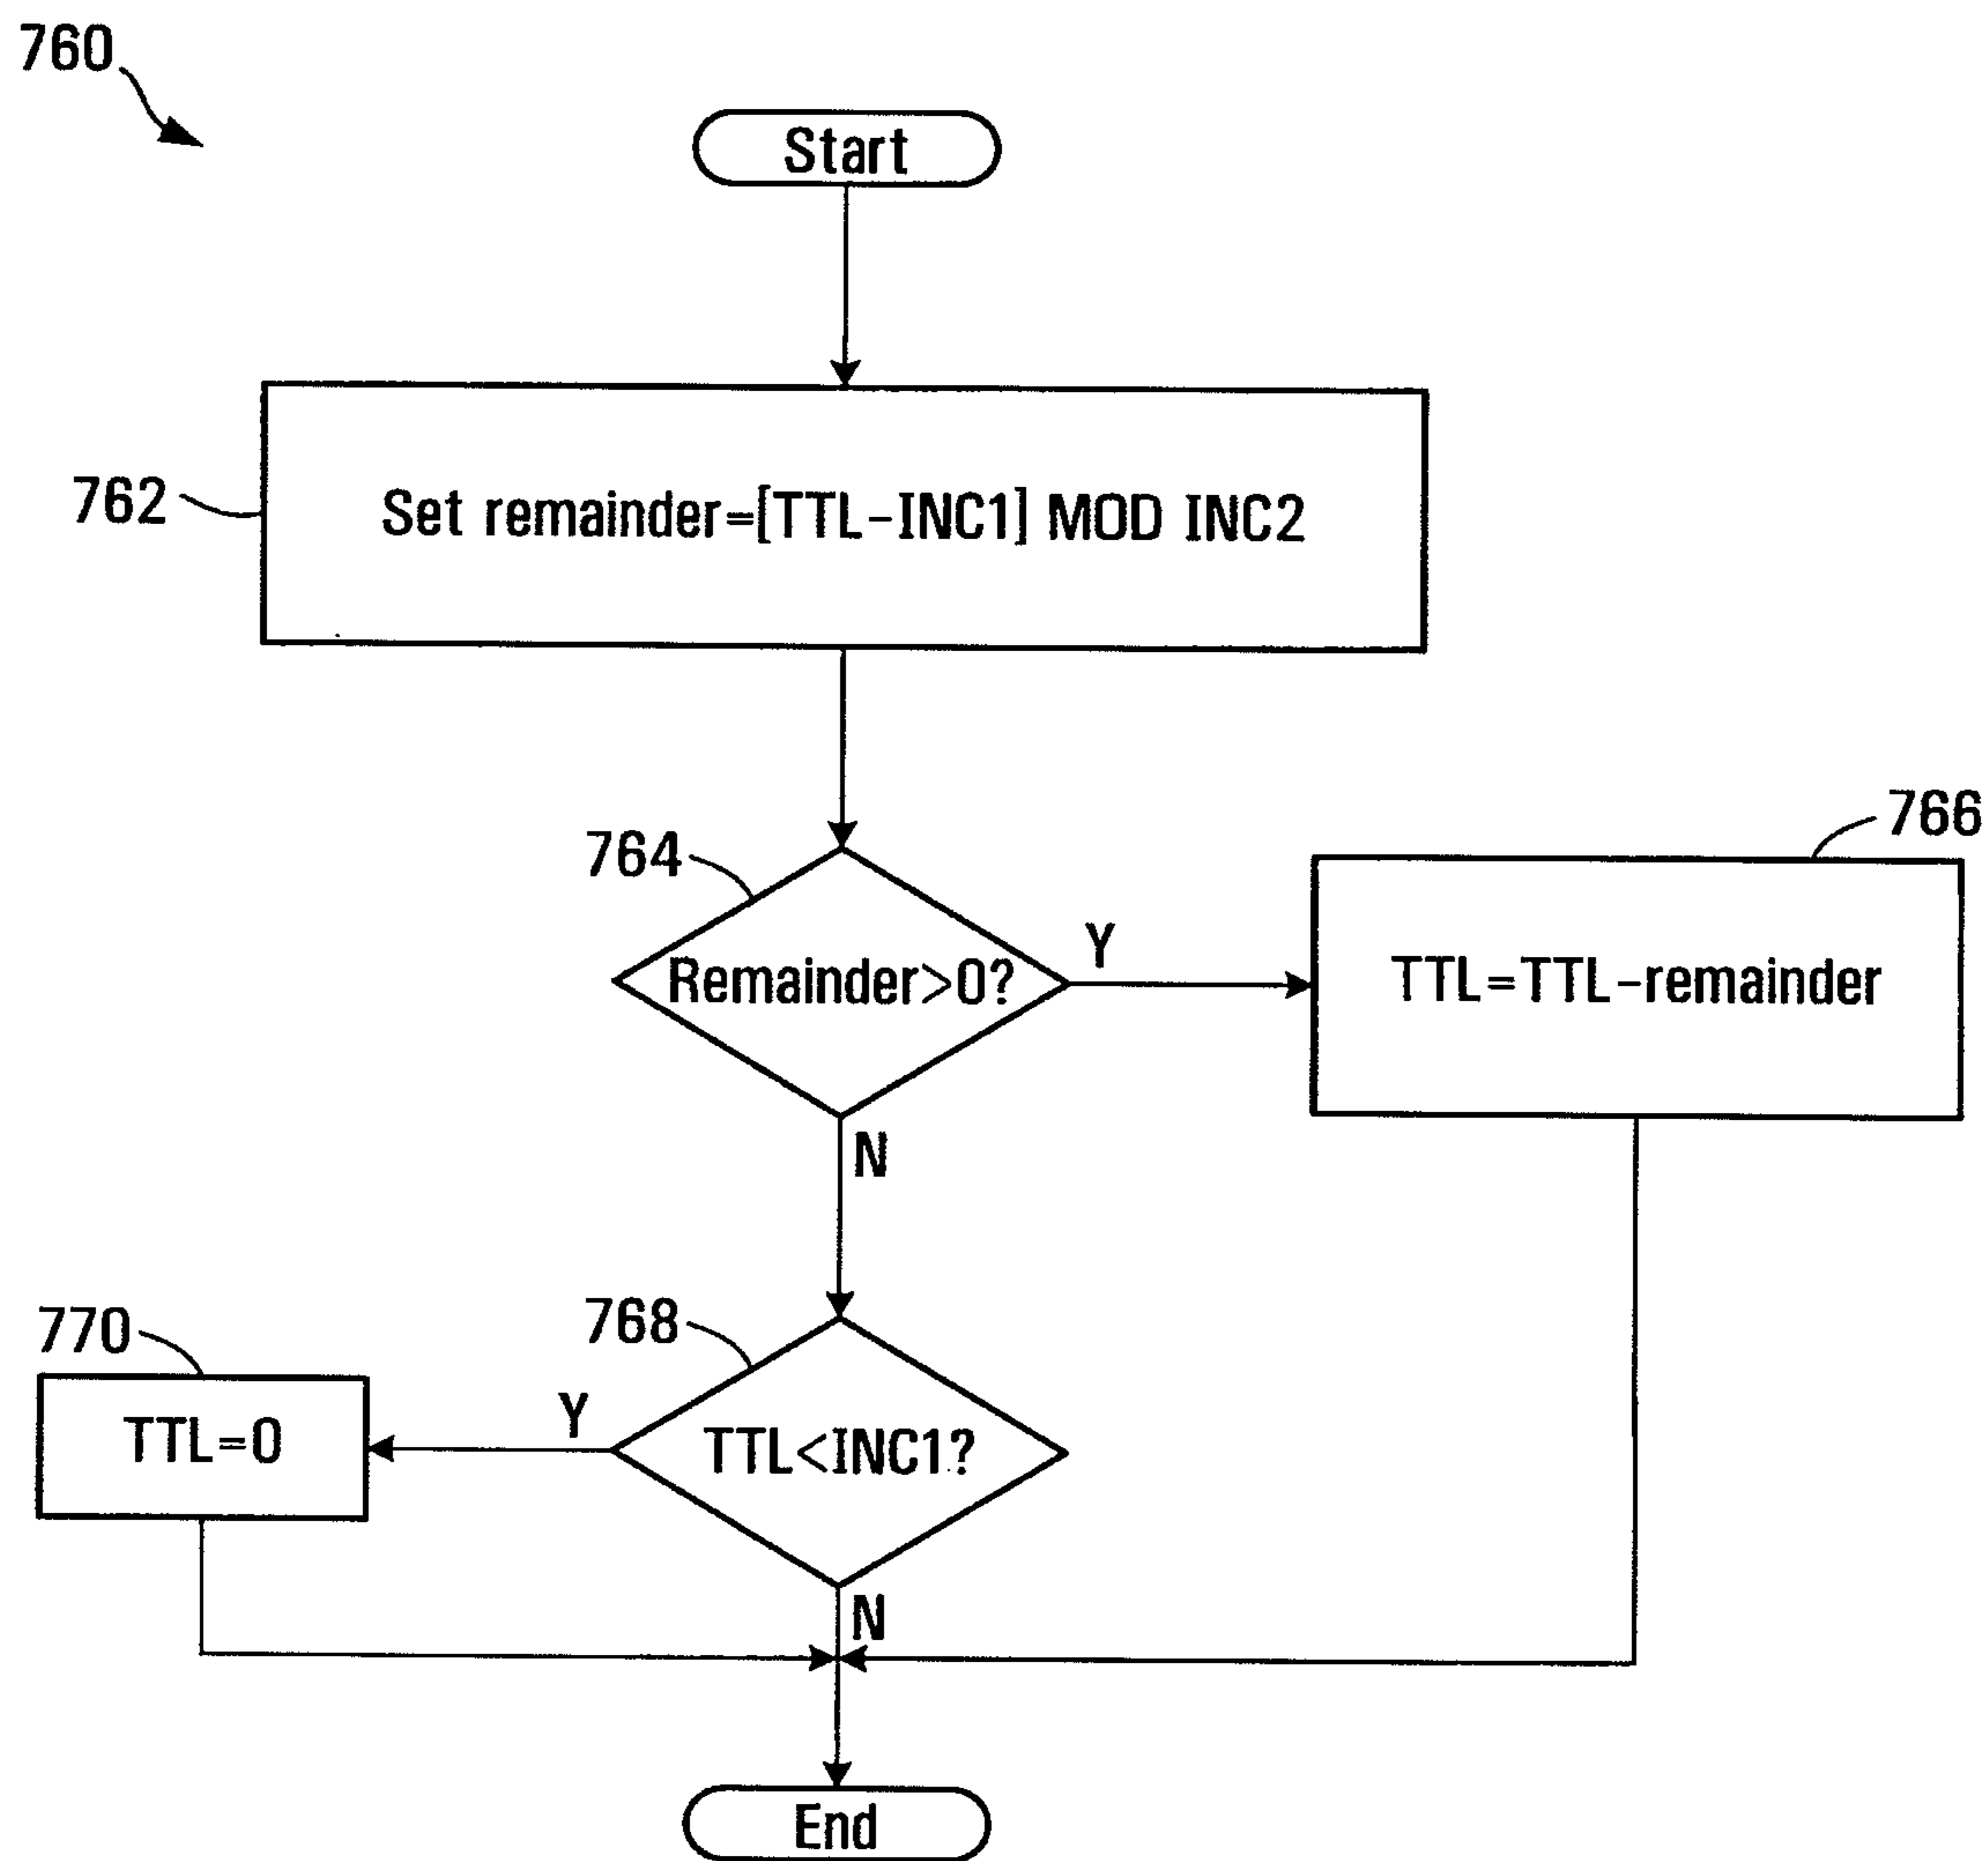 760
Start
762
Set remainder=[TTL-INC1] MOD INC2
764
766
Remainder>0?
Y
TTL=TTL-remainder
N
768
770
TTL=0
Y
TTL<INC1?
N
End